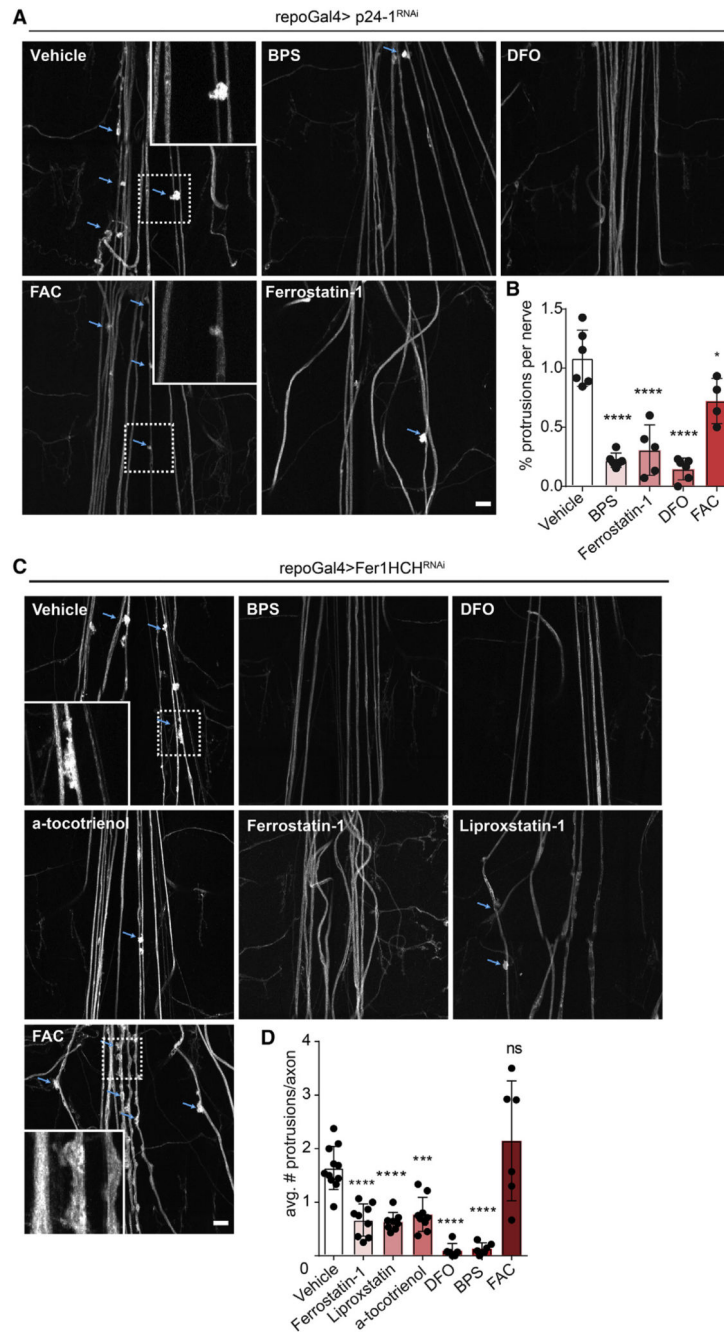 A
repoGal4> p24-1RNAi
Vehicle
BPS
DFO
FAC
Ferrostatin-1
B
% protrusions per nerve
1.5
1.0
0.5
0.0
****
****
****
*
Vehicle
BPS
Ferrostatin-1
DFO
FAC
C
repoGal4>Fer1HCHRNAi
Vehicle
BPS
DFO
a-tocotrienol
Ferrostatin-1
Liproxstatin-1
FAC
D
avg. # protrusions/axon
4
3
2
1
0
****
****
***
****
****
ns
Vehicle
Ferrostatin-1
Liproxstatin
a-tocotrienol
DFO
BPS
FAC